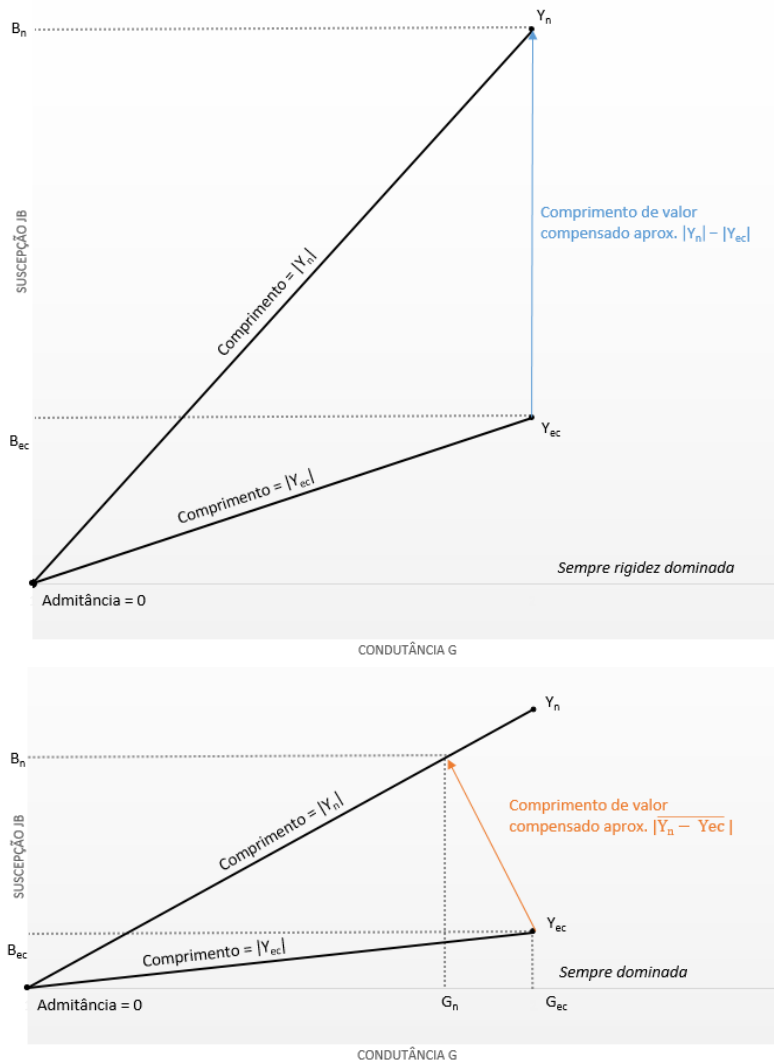 Bₙ
Yₙ
SUSCEPÇÃO JB
Comprimento = |Yₙ|
Comprimento de valor
compensado aprox. |Yₙ| – |Yec|
Bec
Yec
Comprimento = |Yec|
Sempre rigidez dominada
Admitância = 0
CONDUTÂNCIA G
Yₙ
Bₙ
SUSCEPÇÃO JB
Comprimento = |Yₙ|
Comprimento de valor
compensado aprox. |Yₙ − Yec |
Bec
Yec
Comprimento = |Yec|
Sempre dominada
Admitância = 0
Gₙ
Gec
CONDUTÂNCIA G